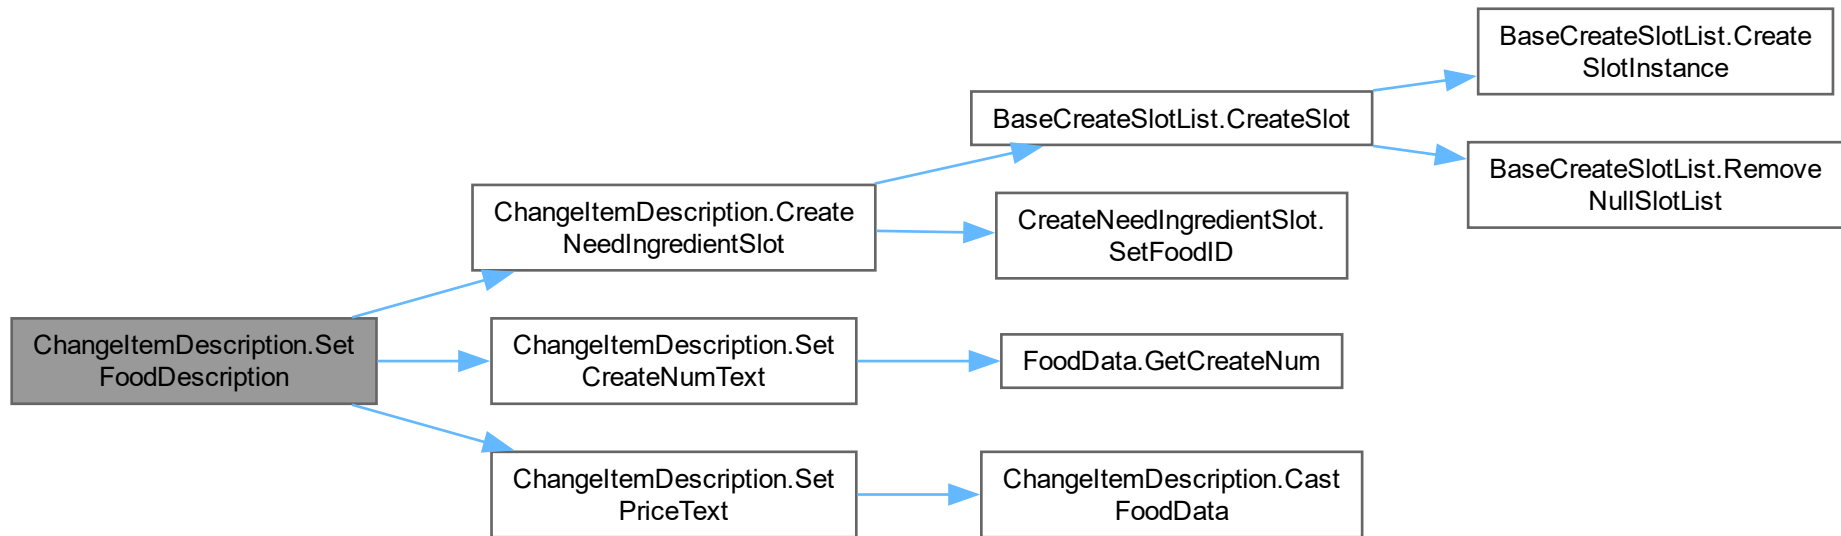 BaseCreateSlotList.Create
SlotInstance
BaseCreateSlotList.CreateSlot
BaseCreateSlotList.Remove
NullSlotList
ChangeItemDescription.Create
NeedIngredientSlot
CreateNeedIngredientSlot.
SetFoodID
ChangeItemDescription.Set
FoodDescription
ChangeItemDescription.Set
CreateNumText
FoodData.GetCreateNum
ChangeItemDescription.Set
PriceText
ChangeItemDescription.Cast
FoodData